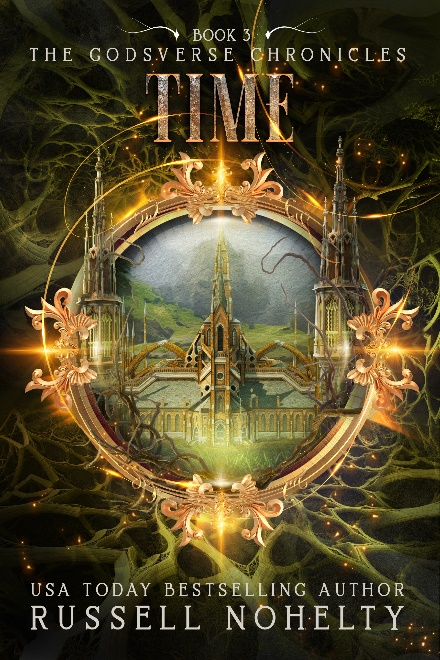 BOOK 3
THE GODSVERSE CHRONICLES
TIME
USA TODAY BESTSELLING AUTHOR
RUSSELL NOHELTY